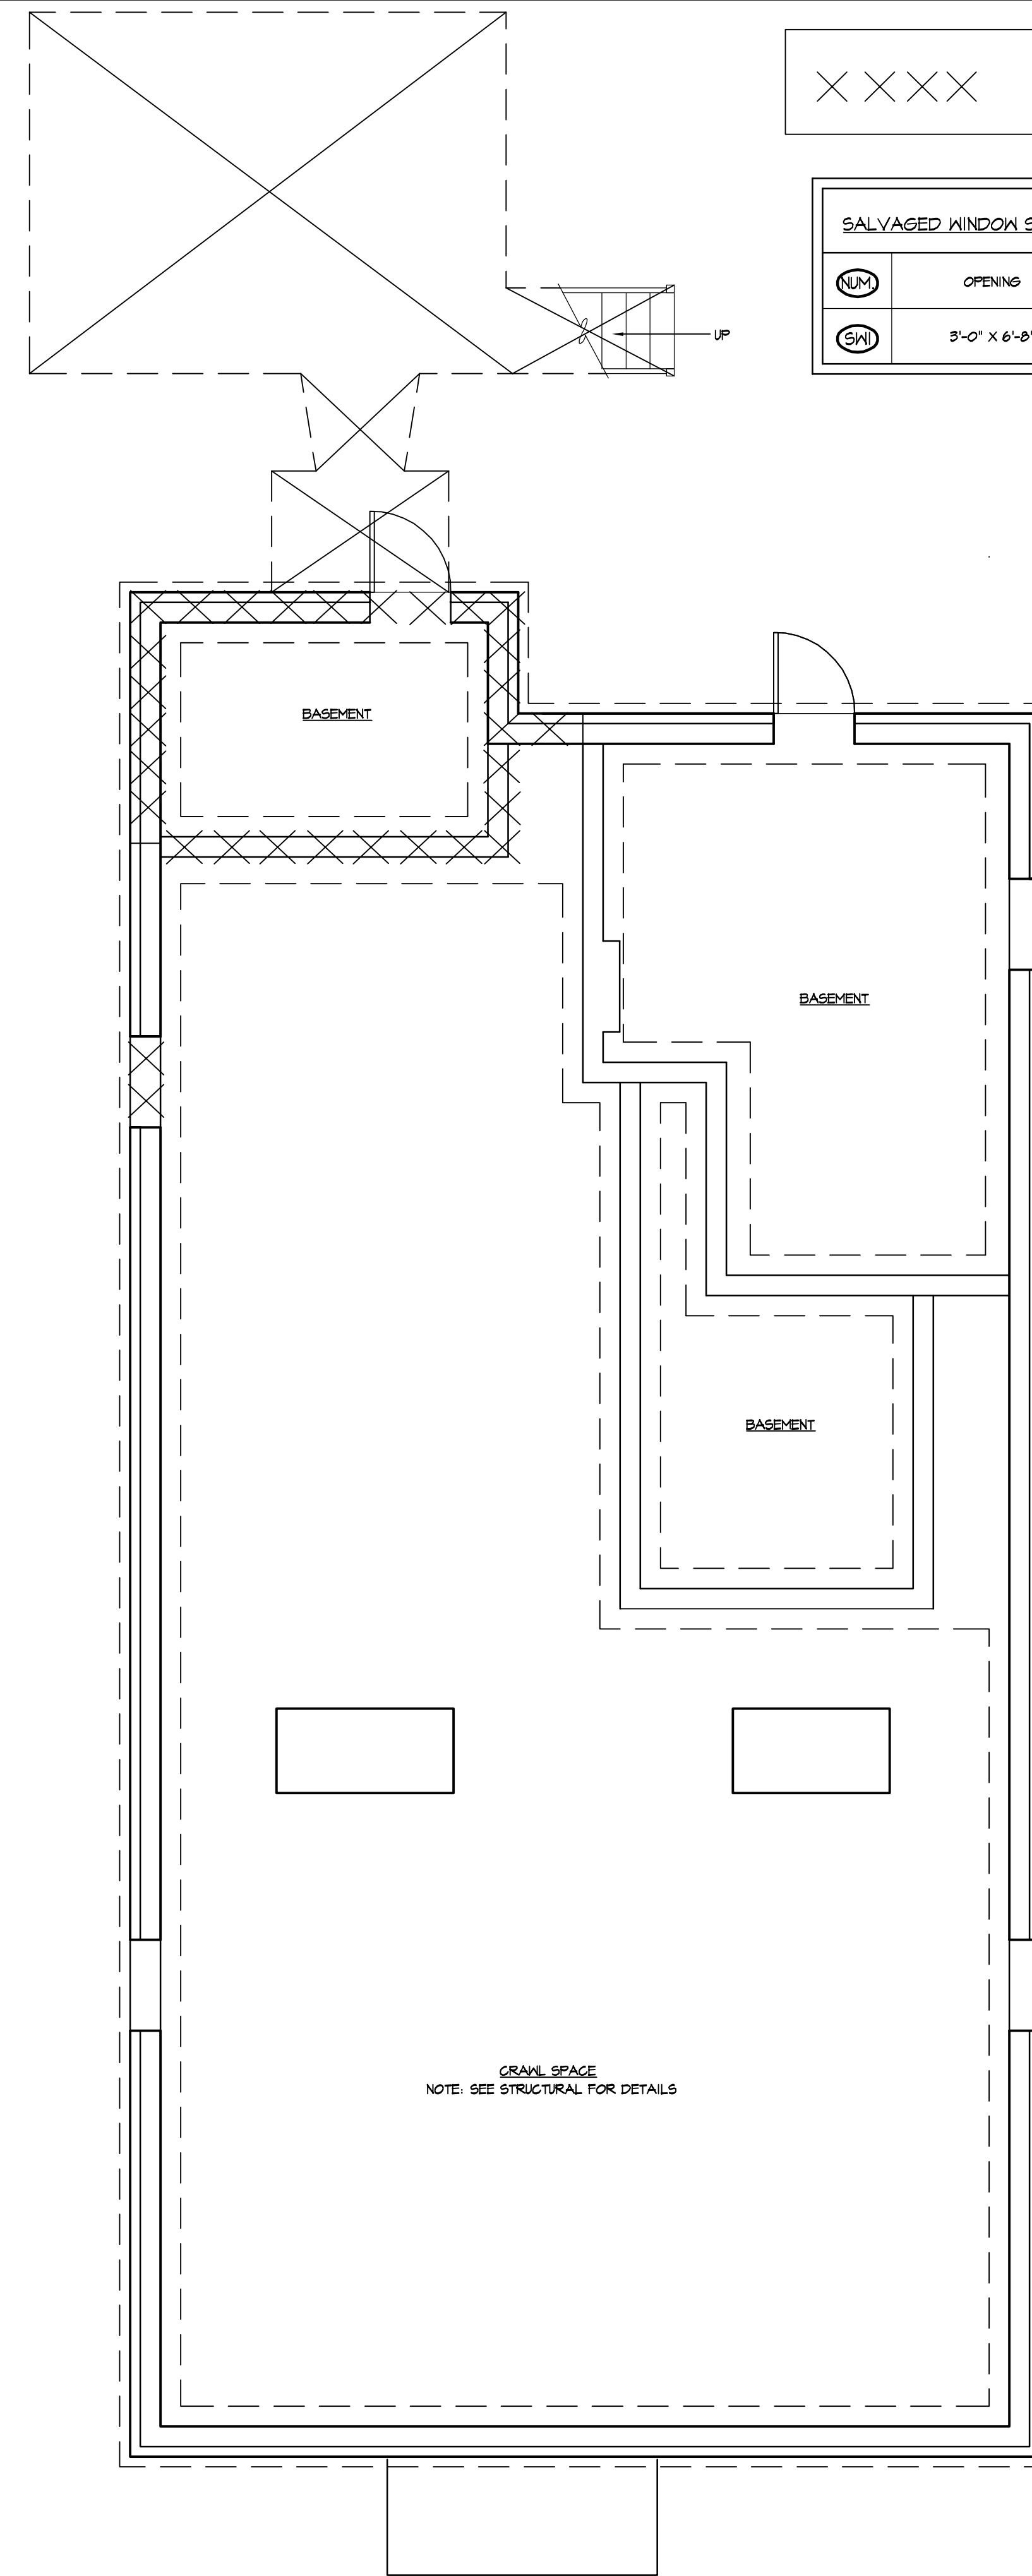 SALVAGED WINDOW S
NUM. OPENING
SW1 3'-0" X 6'-8"
UP
BASEMENT
BASEMENT
BASEMENT
CRAWL SPACE
NOTE: SEE STRUCTURAL FOR DETAILS